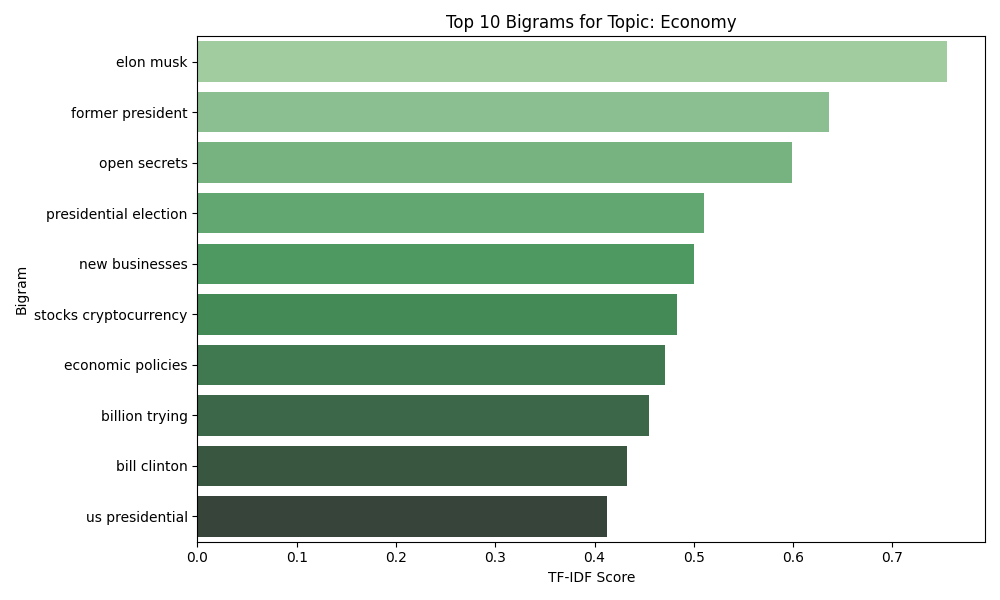 Top 10 Bigrams for Topic: Economy
Bigram
elon musk
former president
open secrets
presidential election
new businesses
stocks cryptocurrency
economic policies
billion trying
bill clinton
us presidential
0.0 0.1 0.2 0.3 0.4 0.5 0.6 0.7
TF-IDF Score